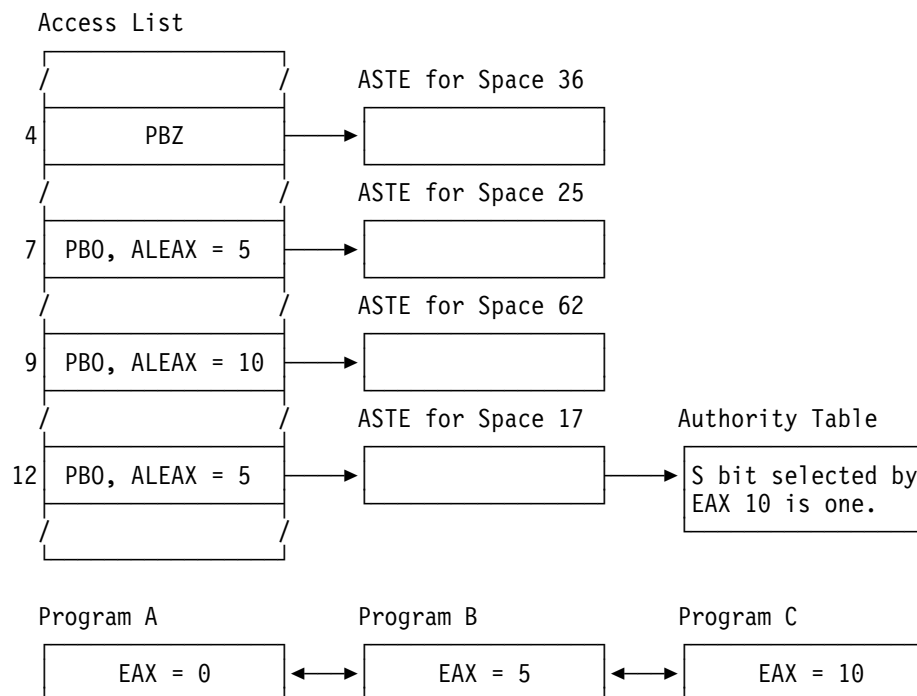 Access List
ASTE for Space 36
4 PBZ
ASTE for Space 25
7 PBO, ALEAX = 5
ASTE for Space 62
9 PBO, ALEAX = 10
ASTE for Space 17 Authority Table
12 PBO, ALEAX = 5 S bit selected by
EAX 10 is one.
Program A Program B Program C
EAX = 0 EAX = 5 EAX = 10